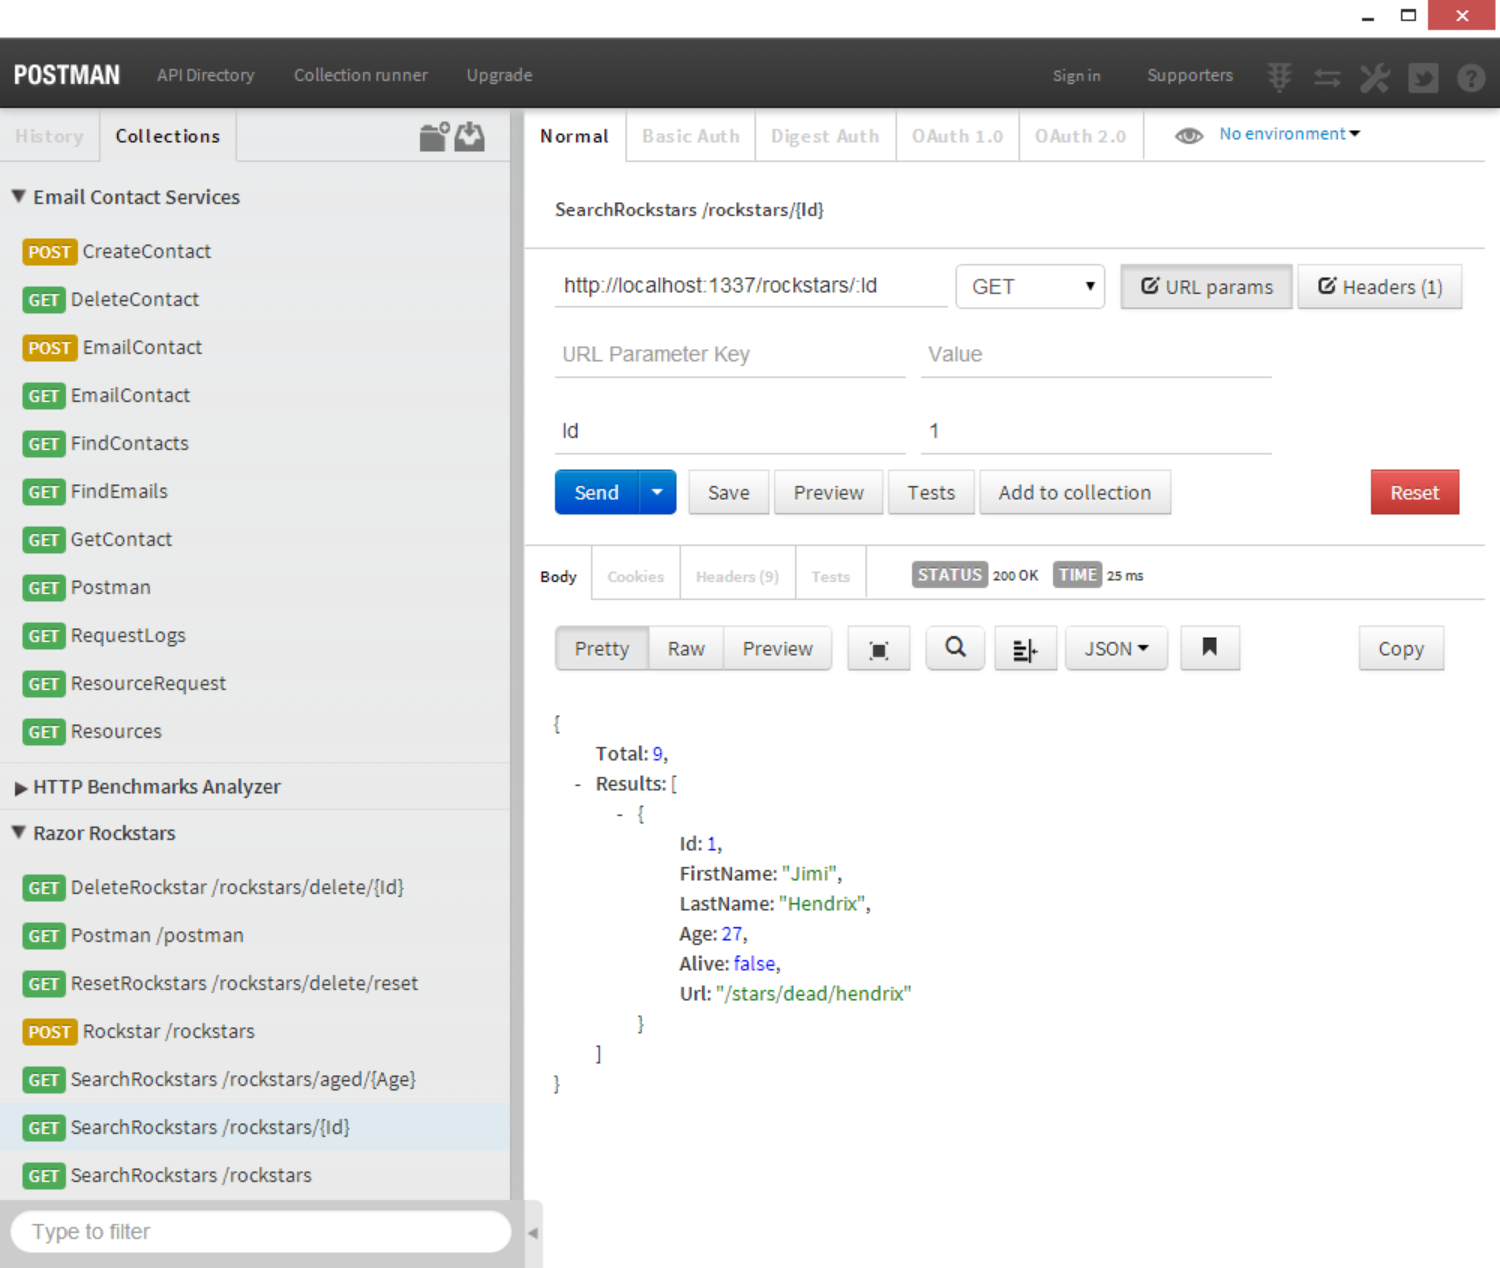 POSTMAN API Directory Collection runner Upgrade Sign in Supporters
History Collections
Normal Basic Auth Digest Auth OAuth 1.0 OAuth 2.0 No environment
Email Contact Services
POST CreateContact
GET DeleteContact
POST EmailContact
GET EmailContact
GET FindContacts
GET FindEmails
GET GetContact
GET Postman
GET RequestLogs
GET ResourceRequest
GET Resources
HTTP Benchmarks Analyzer
Razor Rockstars
GET DeleteRockstar /rockstars/delete/{Id}
GET Postman /postman
GET ResetRockstars /rockstars/delete/reset
POST Rockstar /rockstars
GET SearchRockstars /rockstars/aged/{Age}
GET SearchRockstars /rockstars/{Id}
GET SearchRockstars /rockstars
Type to filter
SearchRockstars /rockstars/{Id}
http://localhost:1337/rockstars/:Id GET URL params Headers (1)
URL Parameter Key Value
Id 1
Send Save Preview Tests Add to collection Reset
Body Cookies Headers (9) Tests STATUS 200 OK TIME 25 ms
Pretty Raw Preview JSON Copy
{
Total: 9,
- Results: [
- {
Id: 1,
FirstName: "Jimi",
LastName: "Hendrix",
Age: 27,
Alive: false,
Url: "/stars/dead/hendrix"
}
]
}